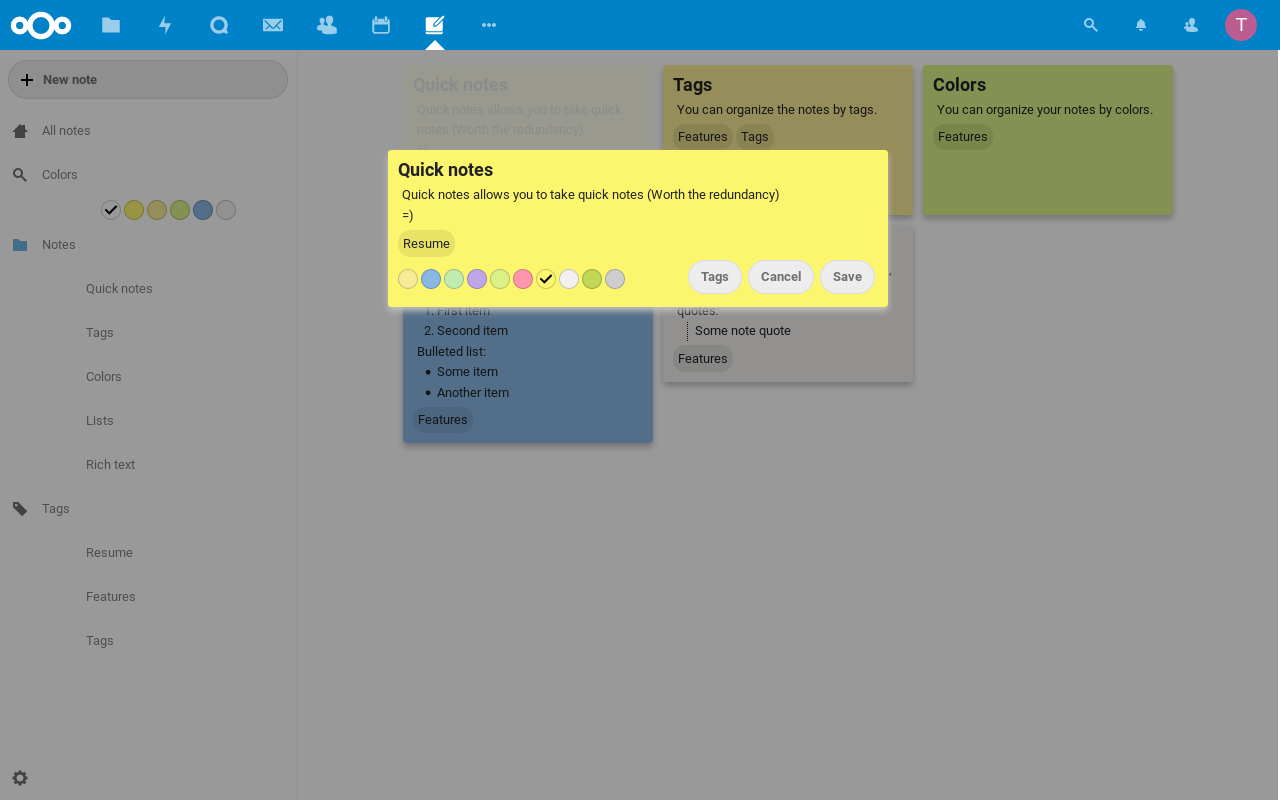 T
New note
All notes
Colors
Notes
Quick notes
Tags
Colors
Lists
Rich text
Tags
Resume
Features
Tags
Quick notes
Quick notes allows you to take quick
notes (Worth the redundancy)
Tags
You can organize the notes by tags.
Features Tags
Colors
You can organize your notes by colors.
Features
Quick notes
Quick notes allows you to take quick notes (Worth the redundancy)
=)
Resume
Tags Cancel Save
1. First item
2. Second item
Bulleted list:
• Some item
• Another item
Features
quotes:
Some note quote
Features